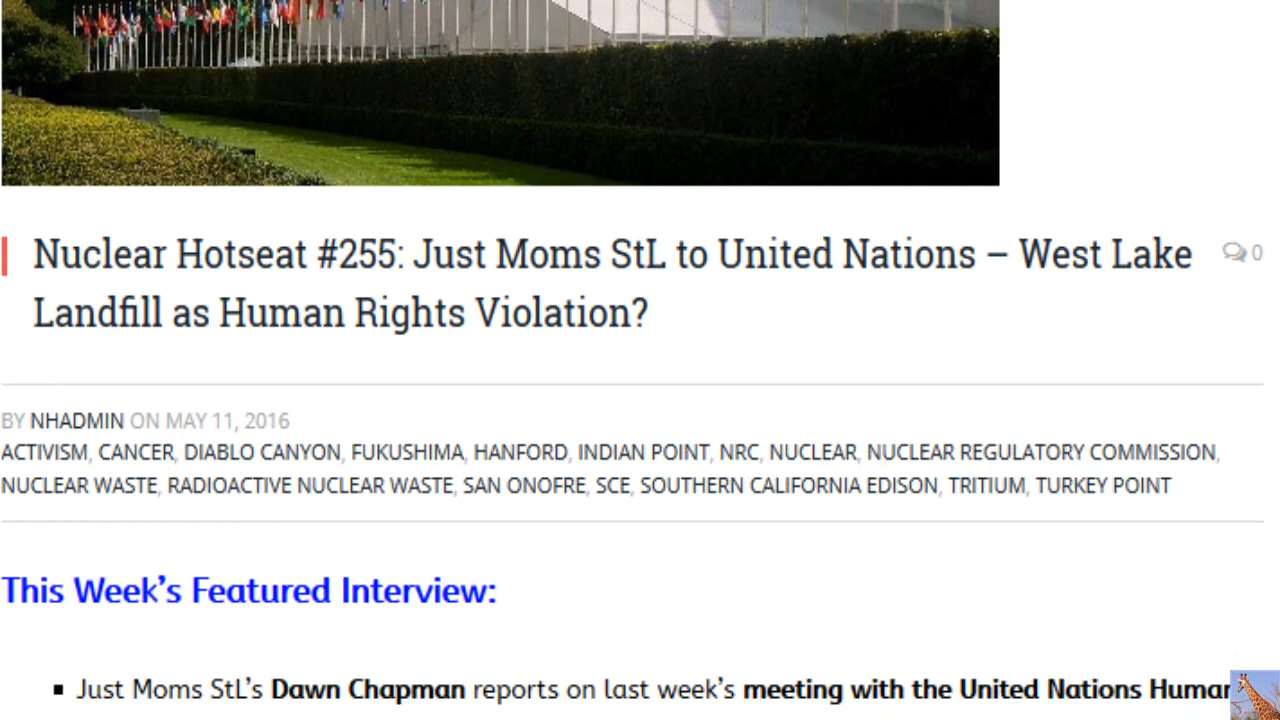 Nuclear Hotseat #255: Just Moms StL to United Nations – West Lake
0
Landfill as Human Rights Violation?
BY NHADMIN ON MAY 11, 2016
ACTIVISM, CANCER, DIABLO CANYON, FUKUSHIMA, HANFORD, INDIAN POINT, NRC, NUCLEAR, NUCLEAR REGULATORY COMMISSION,
NUCLEAR WASTE, RADIOACTIVE NUCLEAR WASTE, SAN ONOFRE, SCE, SOUTHERN CALIFORNIA EDISON, TRITIUM, TURKEY POINT
This Week's Featured Interview:
▪ Just Moms StL's Dawn Chapman reports on last week's meeting with the United Nations Human